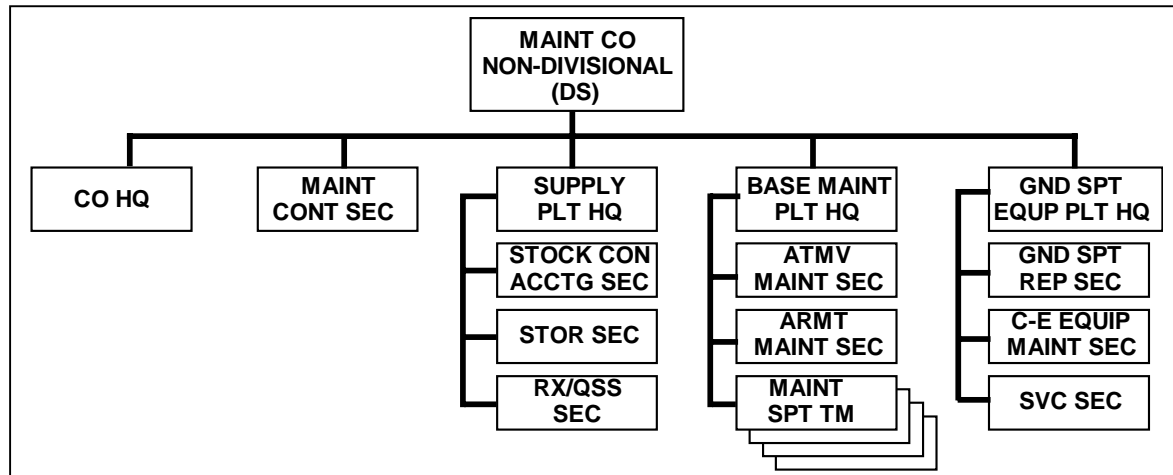 MAINT CO
NON-DIVISIONAL
(DS)
CO HQ
MAINT
CONT SEC
SUPPLY
PLT HQ
STOCK CON
ACCTG SEC
STOR SEC
RX/QSS
SEC
BASE MAINT
PLT HQ
ATMV
MAINT SEC
ARMT
MAINT SEC
MAINT
SPT TM
GND SPT
EQUP PLT HQ
GND SPT
REP SEC
C-E EQUIP
MAINT SEC
SVC SEC